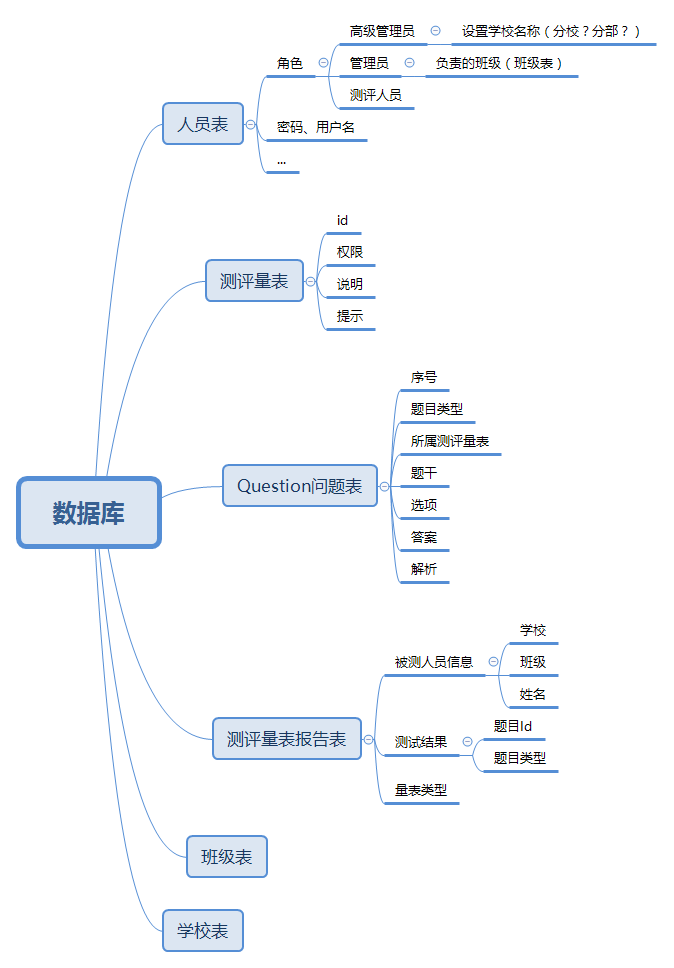 数据库
人员表
角色
高级管理员
设置学校名称（分校？分部？）
管理员
负责的班级（班级表）
测评人员
密码、用户名
...
测评量表
id
权限
说明
提示
Question问题表
序号
题目类型
所属测评量表
题干
选项
答案
解析
测评量表报告表
被测人员信息
学校
班级
姓名
测试结果
题目Id
题目类型
量表类型
班级表
学校表